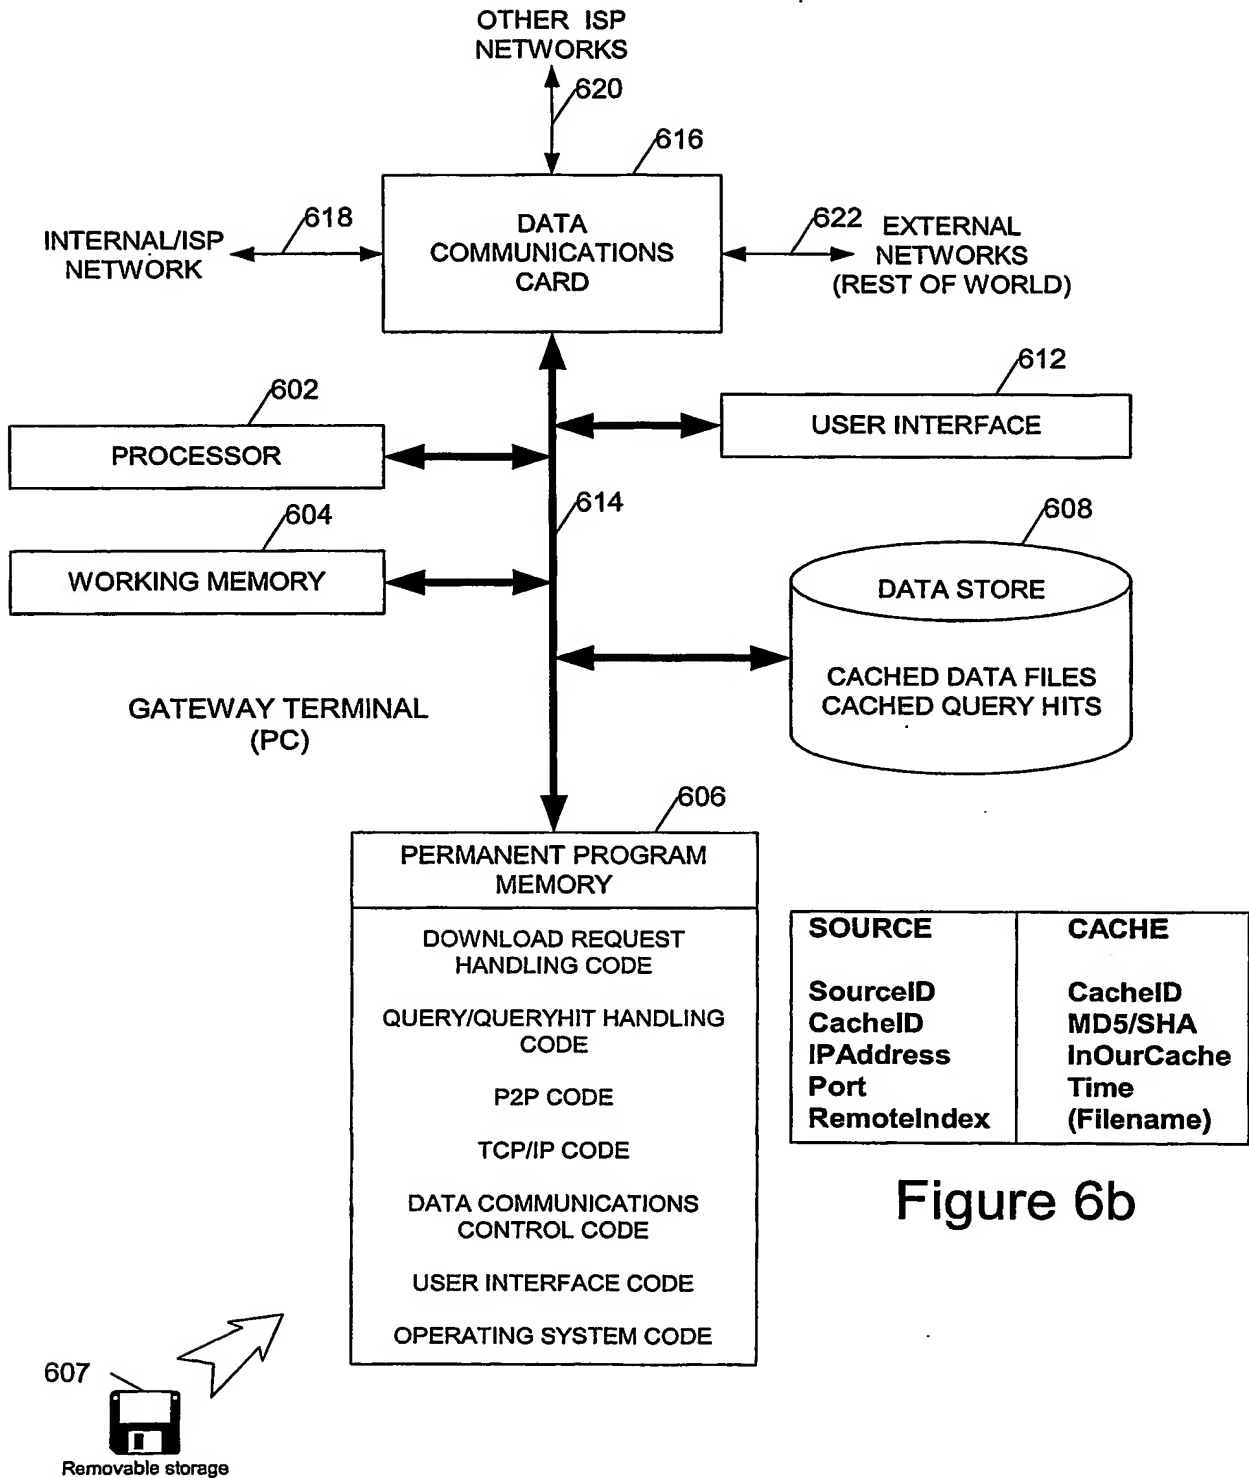 OTHER ISP
NETWORKS
620
616
DATA
COMMUNICATIONS
CARD
618
INTERNAL/ISP
NETWORK
622
EXTERNAL
NETWORKS
(REST OF WORLD)
612
USER INTERFACE
602
PROCESSOR
614
604
WORKING MEMORY
608
DATA STORE
CACHED DATA FILES
CACHED QUERY HITS
GATEWAY TERMINAL
(PC)
606
PERMANENT PROGRAM
MEMORY
DOWNLOAD REQUEST
HANDLING CODE
QUERY/QUERYHIT HANDLING
CODE
P2P CODE
TCP/IP CODE
DATA COMMUNICATIONS
CONTROL CODE
USER INTERFACE CODE
OPERATING SYSTEM CODE
SOURCE
SourceID
CacheID
IPAddress
Port
RemoteIndex
CACHE
CacheID
MD5/SHA
InOurCache
Time
(Filename)
Figure 6b
607
Removable storage